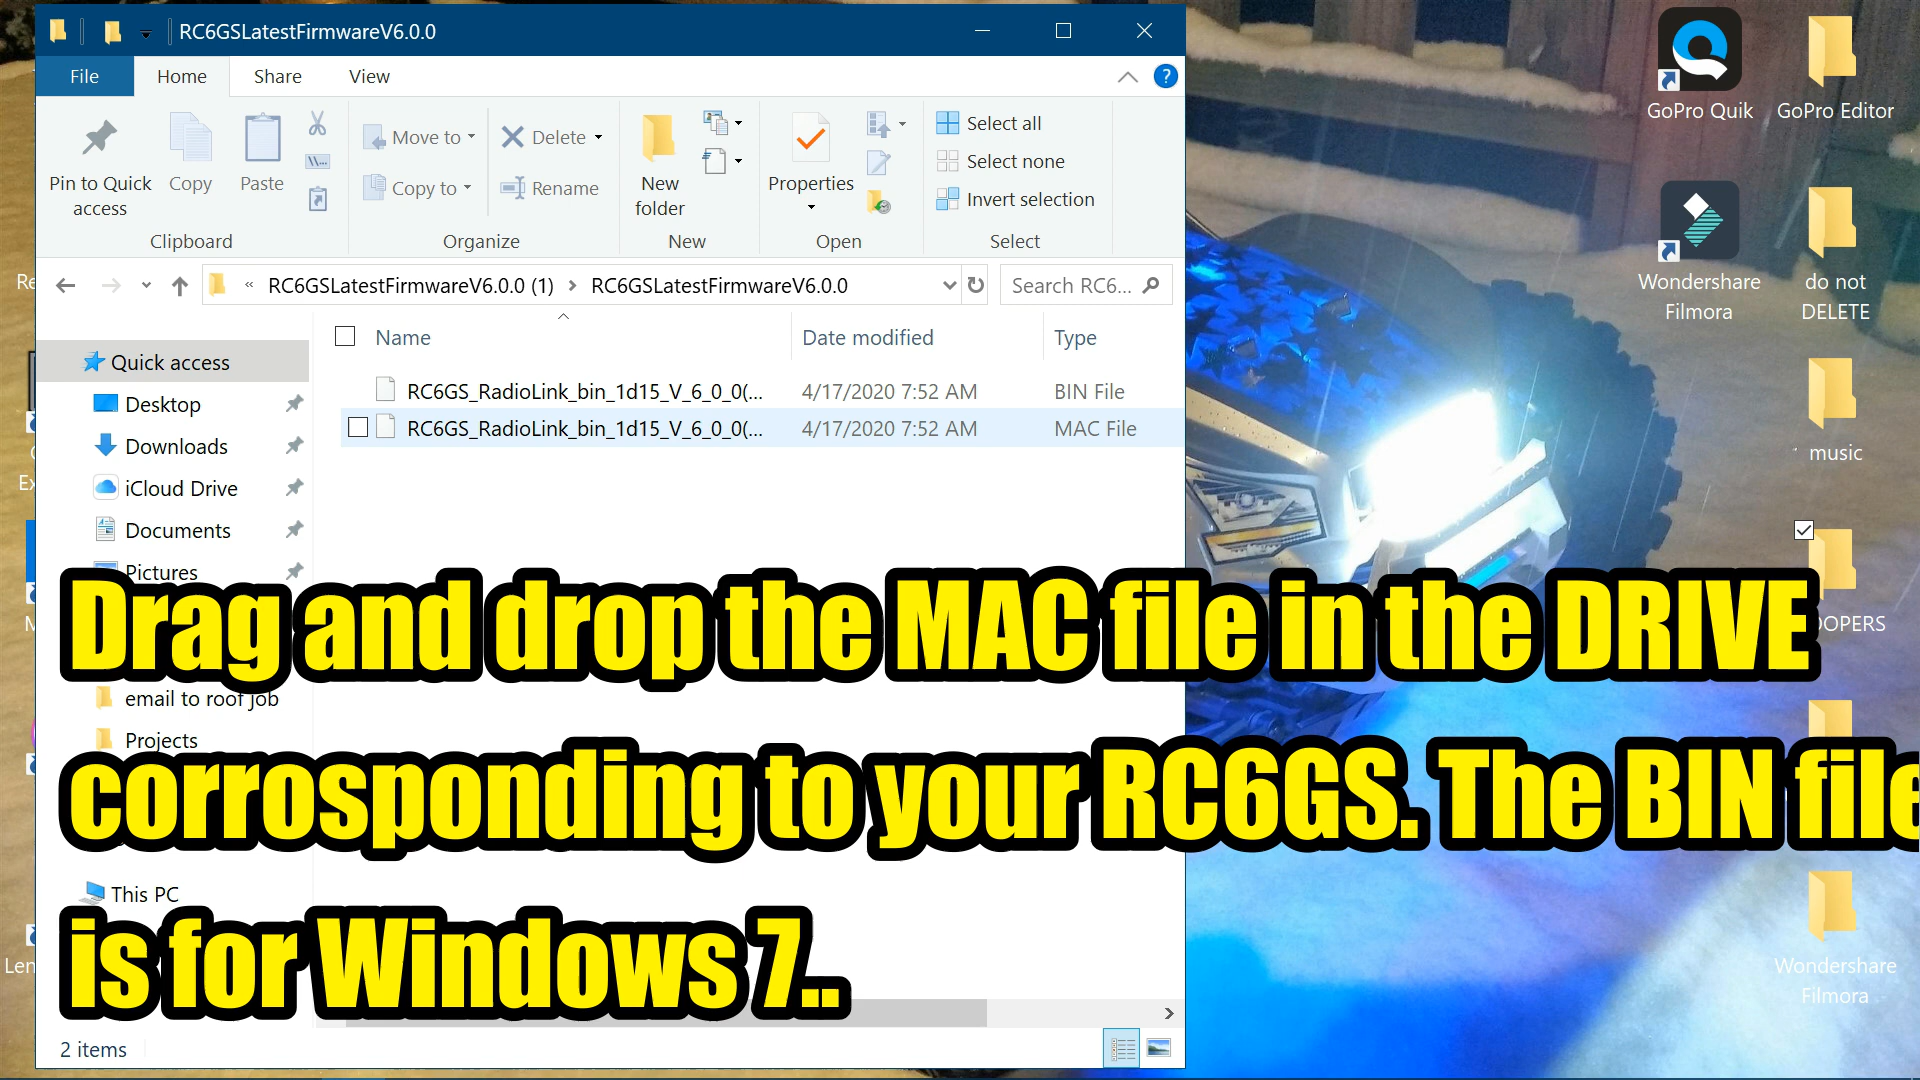 RC6GSLatestFirmwareV6.0.0
File Home Share View
Pin to Quick access
Copy
Paste
Move to
Copy to
Delete
Rename
New folder
Properties
Select all
Select none
Invert selection
Clipboard Organize New Open Select
« RC6GSLatestFirmwareV6.0.0 (1) > RC6GSLatestFirmwareV6.0.0
Search RC6...
Name Date modified Type
RC6GS_RadioLink_bin_1d15_V_6_0_0(... 4/17/2020 7:52 AM BIN File
RC6GS_RadioLink_bin_1d15_V_6_0_0(... 4/17/2020 7:52 AM MAC File
Quick access
Desktop
Downloads
iCloud Drive
Documents
Pictures
email to roof job
Projects
This PC
2 items
Drag and drop the MAC file in the DRIVE
corrosponding to your RC6GS. The BIN file
is for Windows 7..
GoPro Quik
GoPro Editor
Wondershare
Filmora
do not
DELETE
music
OOPERS
Wondershare
Filmora